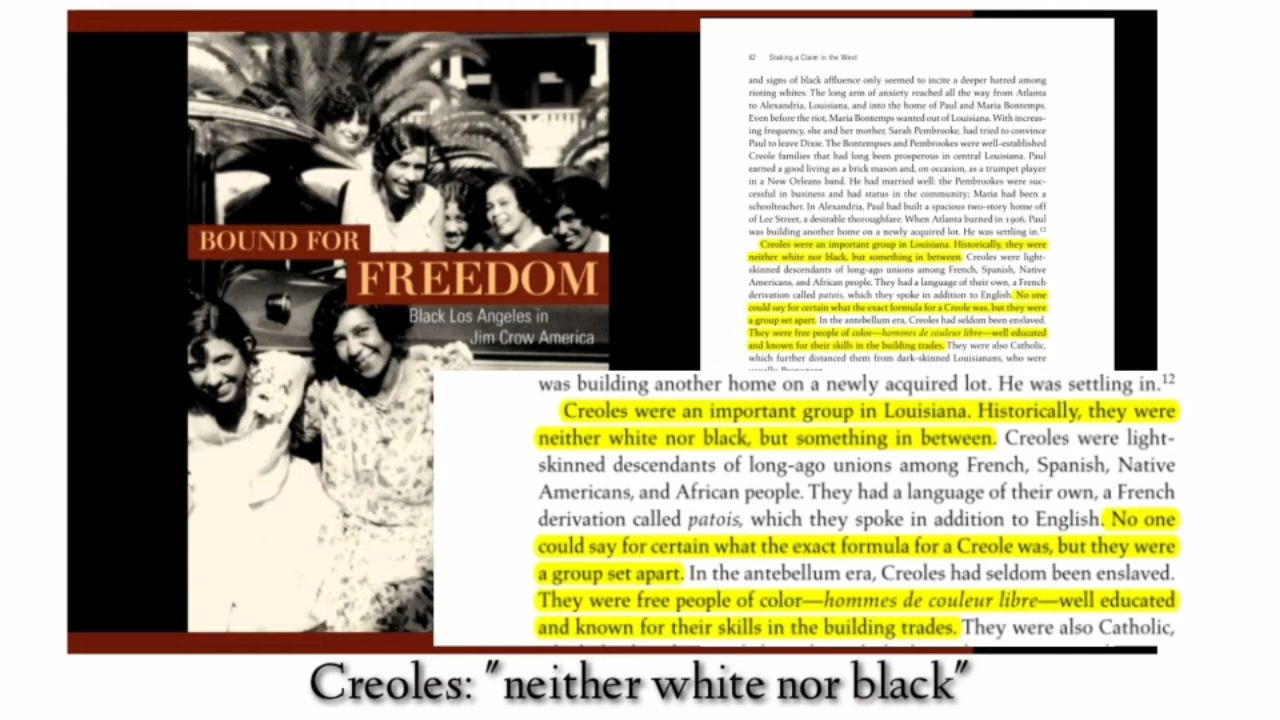 BOUND FOR
FREEDOM
Black Los Angeles in
Jim Crow America
42 Staking a Claim in the West
and signs of black affluence only seemed to incite a deeper hatred among
rioting whites. The long arm of anxiety reached all the way from Atlanta
to Alexandria, Louisiana, and into the home of Paul and Maria Bontemps.
Even before the riot, Maria Bontemps wanted out of Louisiana. With increas-
ing frequency, she and her mother, Sarah Pembrooke, had tried to convince
Paul to leave Dixie. The Bontempses and Pembrookes were well-established
Creole families that had long been prosperous in central Louisiana. Paul
earned a good living as a brick mason and, on occasion, as a trumpet player
in a New Orleans band. He had married well: the Pembrookes were suc-
cessful in business and had status in the community; Maria had been a
schoolteacher. In Alexandria, Paul had built a spacious two-story home off
of Lee Street, a desirable thoroughfare. When Atlanta burned in 1906, Paul
was building another home on a newly acquired lot. He was settling in.12
Creoles were an important group in Louisiana. Historically, they were
neither white nor black, but something in between. Creoles were light-
skinned descendants of long-ago unions among French, Spanish, Native
Americans, and African people. They had a language of their own, a French
derivation called patois, which they spoke in addition to English. No one
could say for certain what the exact formula for a Creole was, but they were
a group set apart. In the antebellum era, Creoles had seldom been enslaved.
They were free people of color—hommes de couleur libre—well educated
and known for their skills in the building trades. They were also Catholic,
which further distanced them from dark-skinned Louisianans, who were
was building another home on a newly acquired lot. He was settling in.12
Creoles were an important group in Louisiana. Historically, they were
neither white nor black, but something in between. Creoles were light-
skinned descendants of long-ago unions among French, Spanish, Native
Americans, and African people. They had a language of their own, a French
derivation called patois, which they spoke in addition to English. No one
could say for certain what the exact formula for a Creole was, but they were
a group set apart. In the antebellum era, Creoles had seldom been enslaved.
They were free people of color—hommes de couleur libre—well educated
and known for their skills in the building trades. They were also Catholic,
Creoles: "neither white nor black"